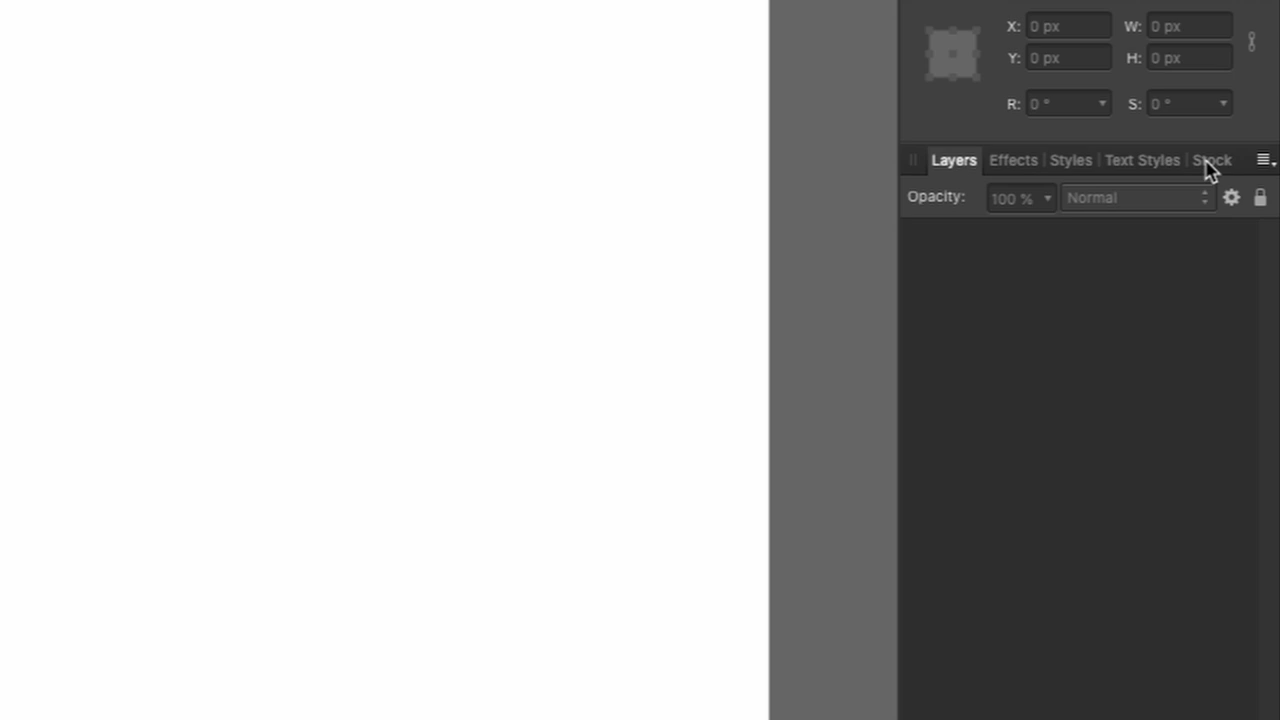 X: 0 px W: 0 px
Y: 0 px H: 0 px
R: 0 ° S: 0 °
Layers Effects Styles Text Styles Stock
Opacity: 100 % Normal